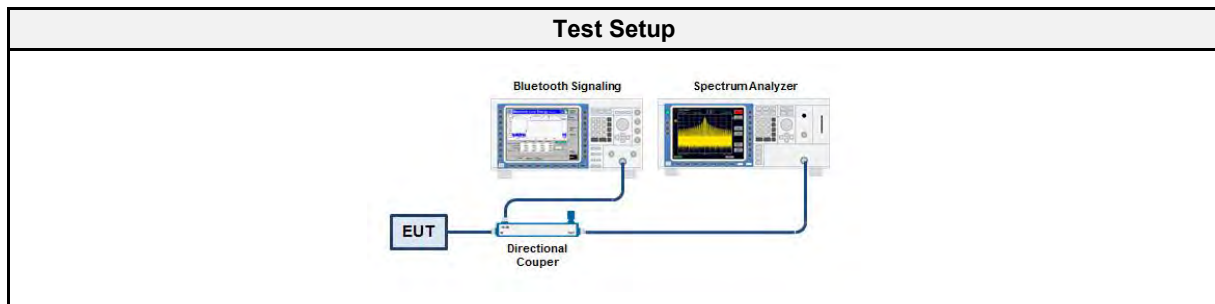 Test Setup
Bluetooth Signaling
Spectrum Analyzer
EUT
Directional
Couper